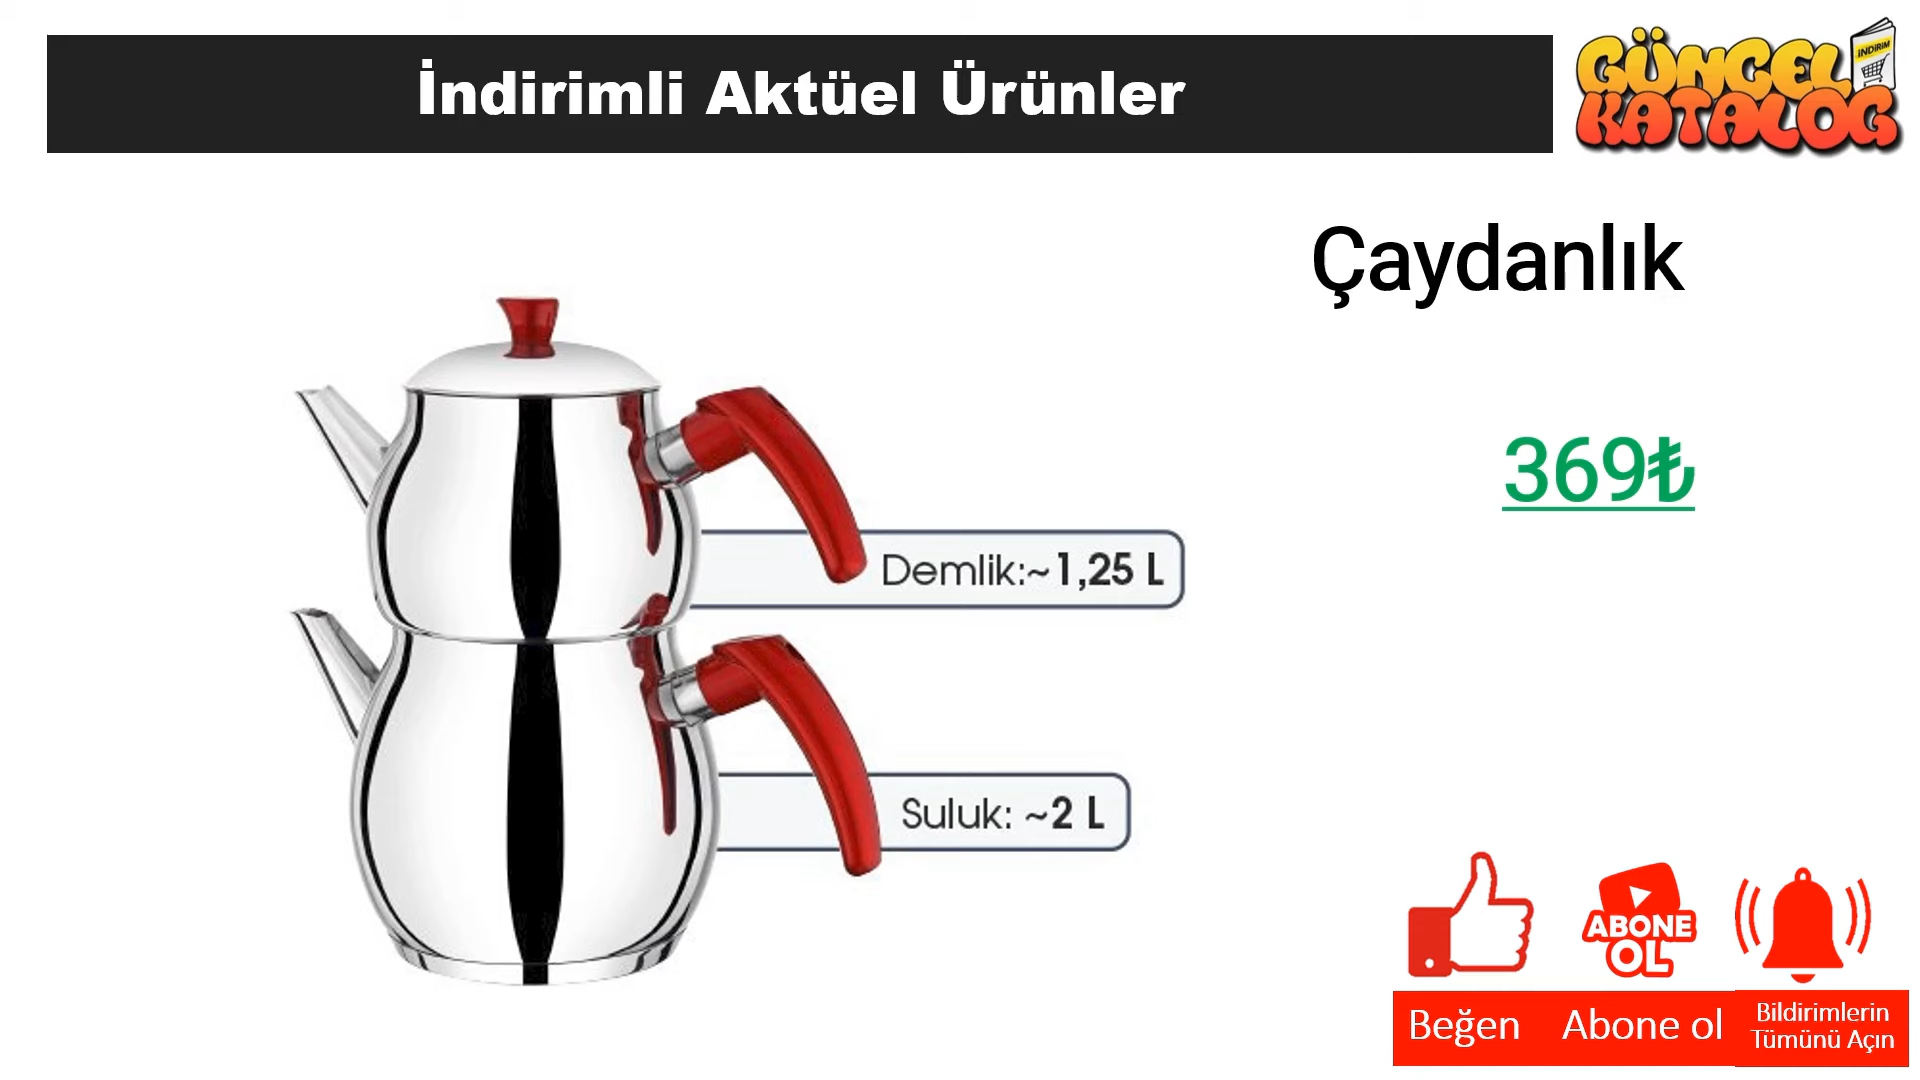 İndirimli Aktüel Ürünler
GÜNCEL
KATALOG
İNDİRİM
Çaydanlık
369₺
Demlik:~1,25 L
Suluk: ~2 L
ABONE
OL
Beğen
Abone ol
Bildirimlerin
Tümünü Açın